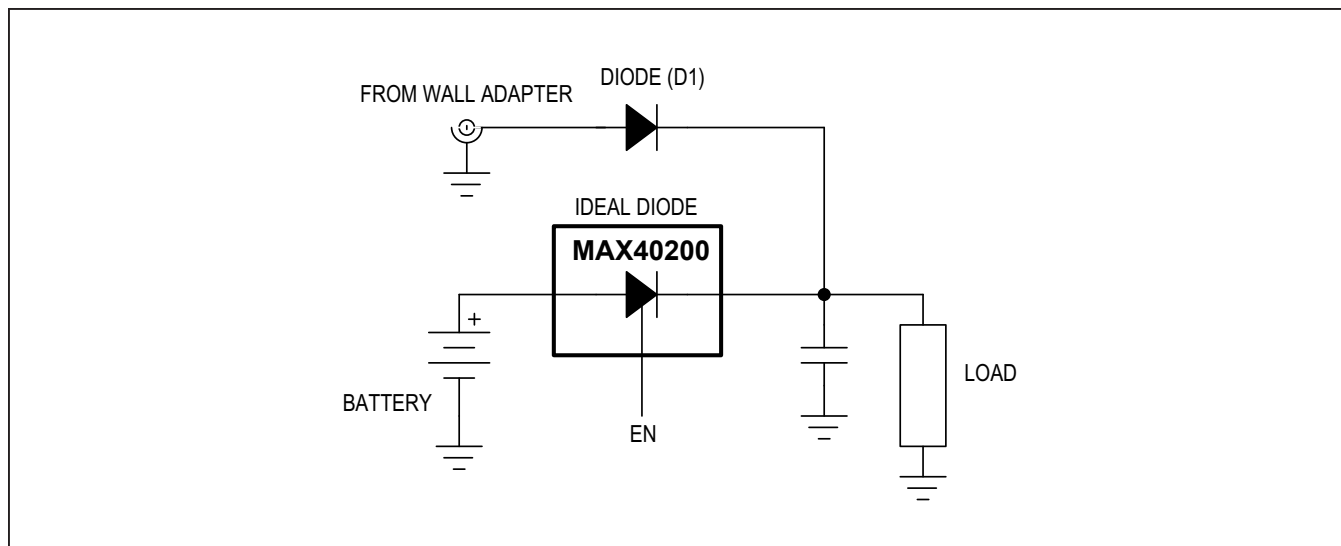 DIODE (D1)
FROM WALL ADAPTER
IDEAL DIODE
MAX40200
+
BATTERY
EN
LOAD